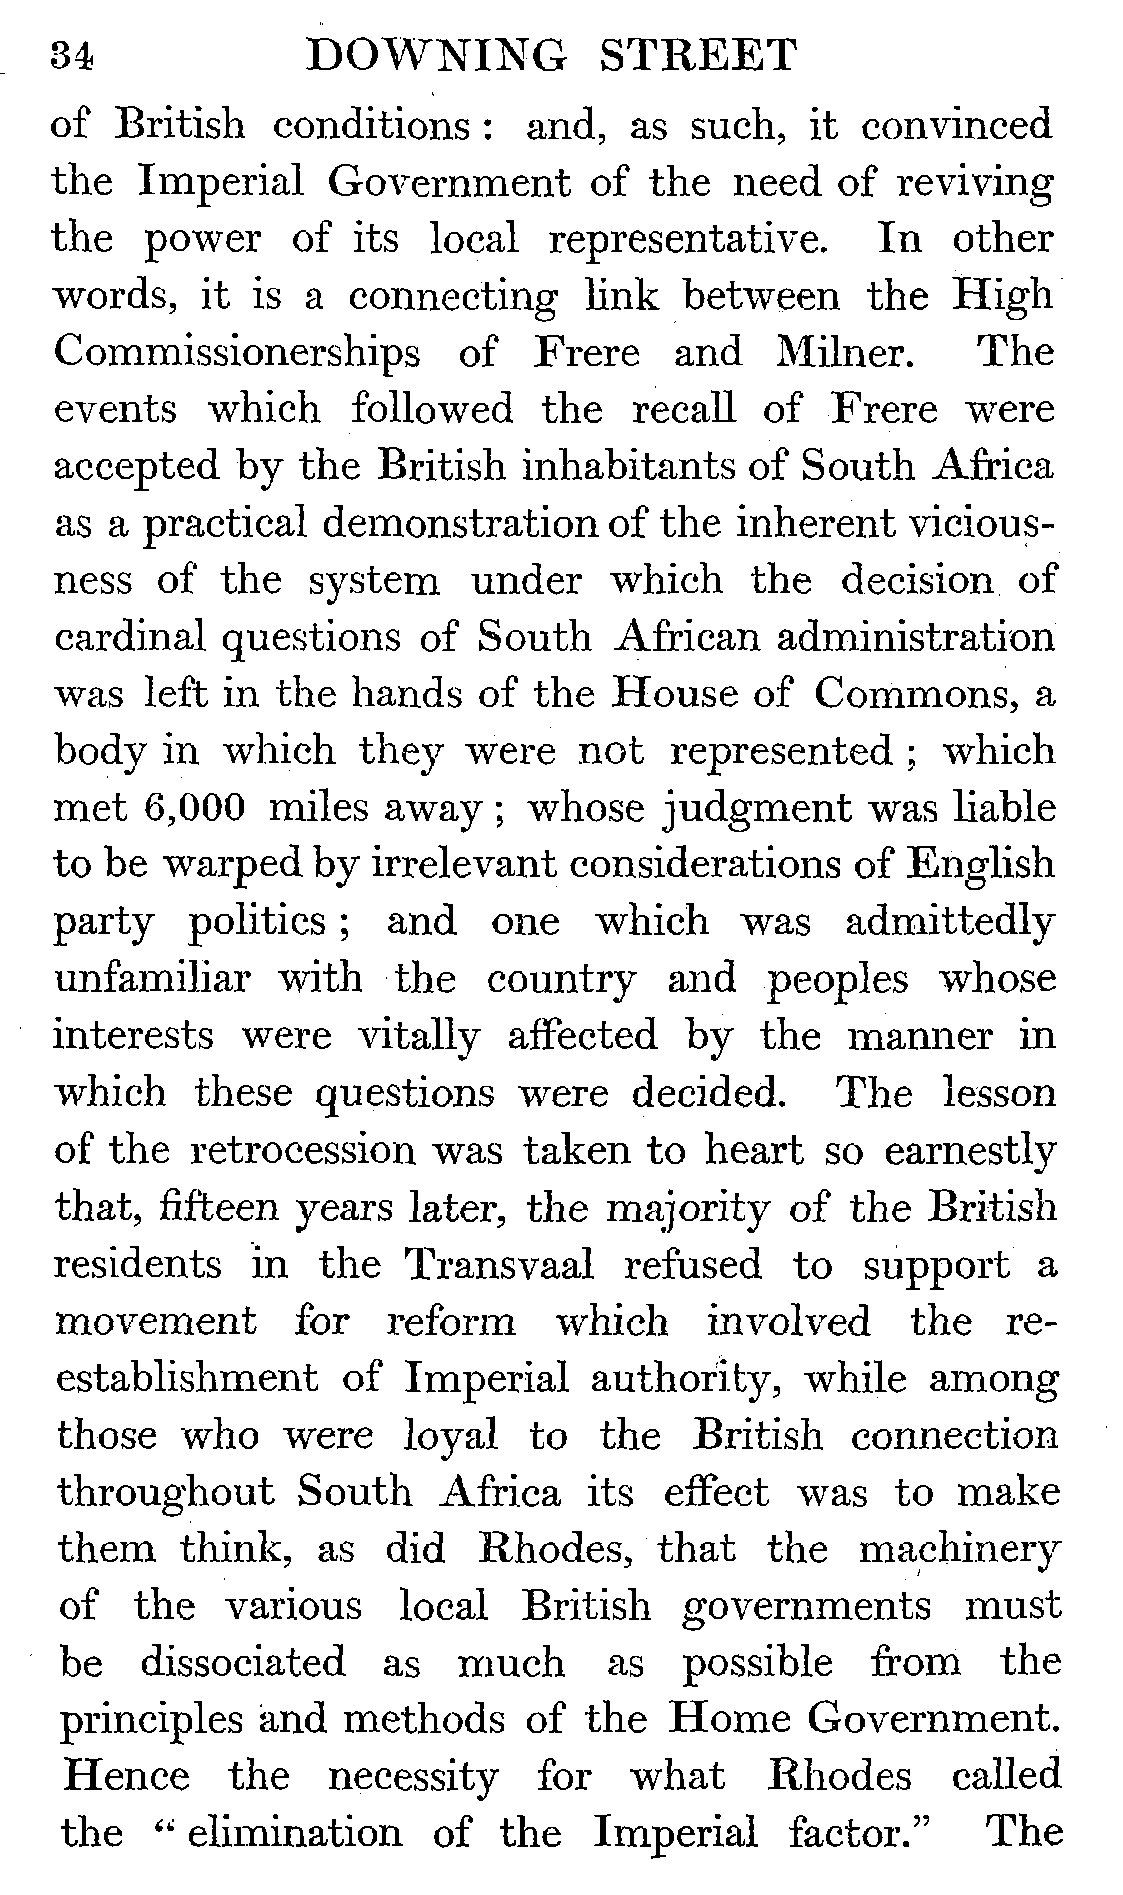 34 DOWNING STREET
of British conditions : and, as such, it convinced
the Imperial Government of the need of reviving
the power of its local representative. In other
words, it is a connecting link between the High
Commissionerships of Frere and Milner. The
events which followed the recall of Frere were
accepted by the British inhabitants of South Africa
as a practical demonstration of the inherent vicious-
ness of the system under which the decision of
cardinal questions of South African administration
was left in the hands of the House of Commons, a
body in which they were not represented ; which
met 6,000 miles away ; whose judgment was liable
to be warped by irrelevant considerations of English
party politics ; and one which was admittedly
unfamiliar with the country and peoples whose
interests were vitally affected by the manner in
which these questions were decided. The lesson
of the retrocession was taken to heart so earnestly
that, fifteen years later, the majority of the British
residents in the Transvaal refused to support a
movement for reform which involved the re-
establishment of Imperial authority, while among
those who were loyal to the British connection
throughout South Africa its effect was to make
them think, as did Rhodes, that the machinery
of the various local British governments must
be dissociated as much as possible from the
principles and methods of the Home Government.
Hence the necessity for what Rhodes called
the “ elimination of the Imperial factor.” The